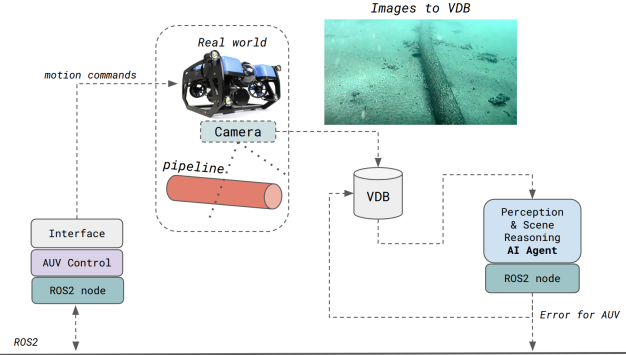 Images to VDB
Real world
motion commands
Camera
pipeline
VDB
Perception
& Scene
Reasoning
AI Agent
ROS2 node
Interface
AUV Control
ROS2 node
Error for AUV
ROS2